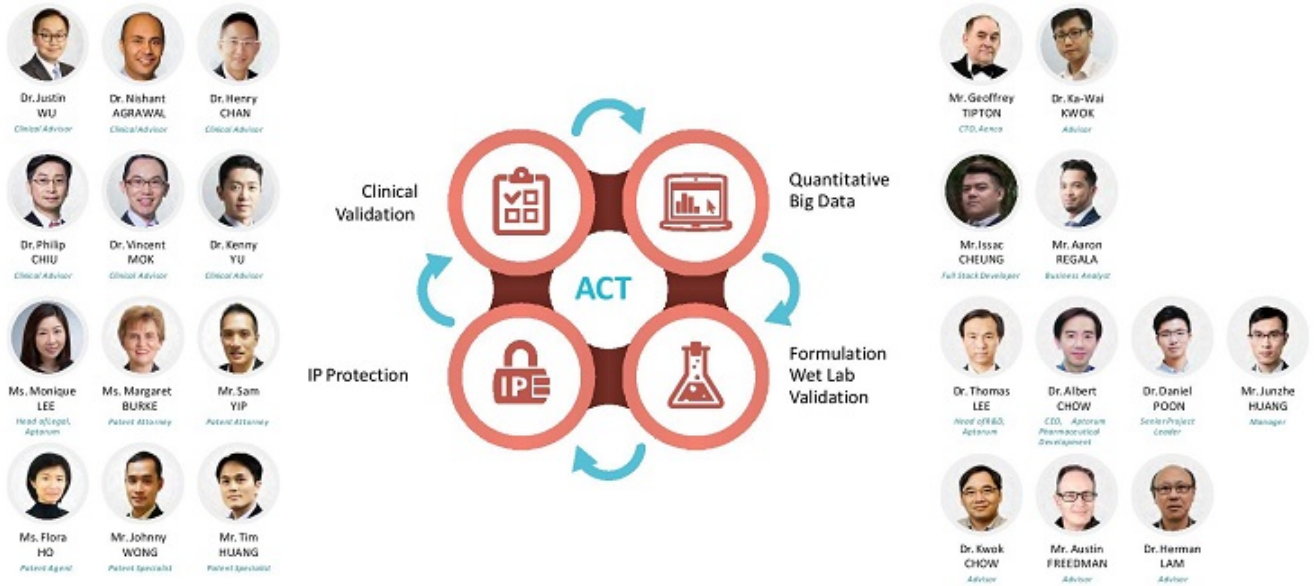 Dr. Justin
WU
Clinical Advisor
Dr. Nishant
AGRAWAL
Clinical Advisor
Dr. Henry
CHAN
Clinical Advisor
Dr. Philip
CHIU
Clinical Advisor
Dr. Vincent
MOK
Clinical Advisor
Dr. Kenny
YU
Clinical Advisor
Ms. Monique
LEE
Head of Legal,
Aptorum
Ms. Margaret
BURKE
Patent Attorney
Mr. Sam
YIP
Patent Attorney
Ms. Flora
HO
Patent Agent
Mr. Johnny
WONG
Patent Specialist
Mr. Tim
HUANG
Patent Specialist
Clinical
Validation
Quantitative
Big Data
ACT
IP Protection
IP
Formulation
Wet Lab
Validation
Mr. Geoffrey
TIPTON
CTO, Aenco
Dr. Ka-Wai
KWOK
Advisor
Mr. Issac
CHEUNG
Full Stack Developer
Mr. Aaron
REGALA
Business Analyst
Dr. Thomas
LEE
Head of R&D,
Aptorum
Dr. Albert
CHOW
CEO, Aptorum
Pharmaceutical
Development
Dr. Daniel
POON
Senior Project
Leader
Mr. Junzhe
HUANG
Manager
Dr. Kwok
CHOW
Advisor
Mr. Austin
FREEDMAN
Advisor
Dr. Herman
LAM
Advisor